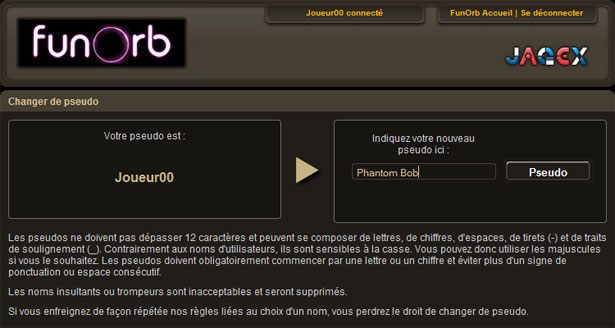 Joueur00 connecté
FunOrb Accueil | Se déconnecter
funOrb
JAGEX
Changer de pseudo
Votre pseudo est :
Joueur00
Indiquez votre nouveau
pseudo ici :
Phantom Bob
Pseudo
Les pseudos ne doivent pas dépasser 12 caractères et peuvent se composer de lettres, de chiffres, d'espaces, de tirets (-) et de traits
de soulignement (_). Contrairement aux noms d'utilisateurs, ils sont sensibles à la casse. Vous pouvez donc utiliser les majuscules
si vous le souhaitez. Les pseudos doivent obligatoirement commencer par une lettre ou un chiffre et éviter plus d'un signe de
ponctuation ou espace consécutif.
Les noms insultants ou trompeurs sont inacceptables et seront supprimés.
Si vous enfreignez de façon répétée nos règles liées au choix d'un nom, vous perdrez le droit de changer de pseudo.